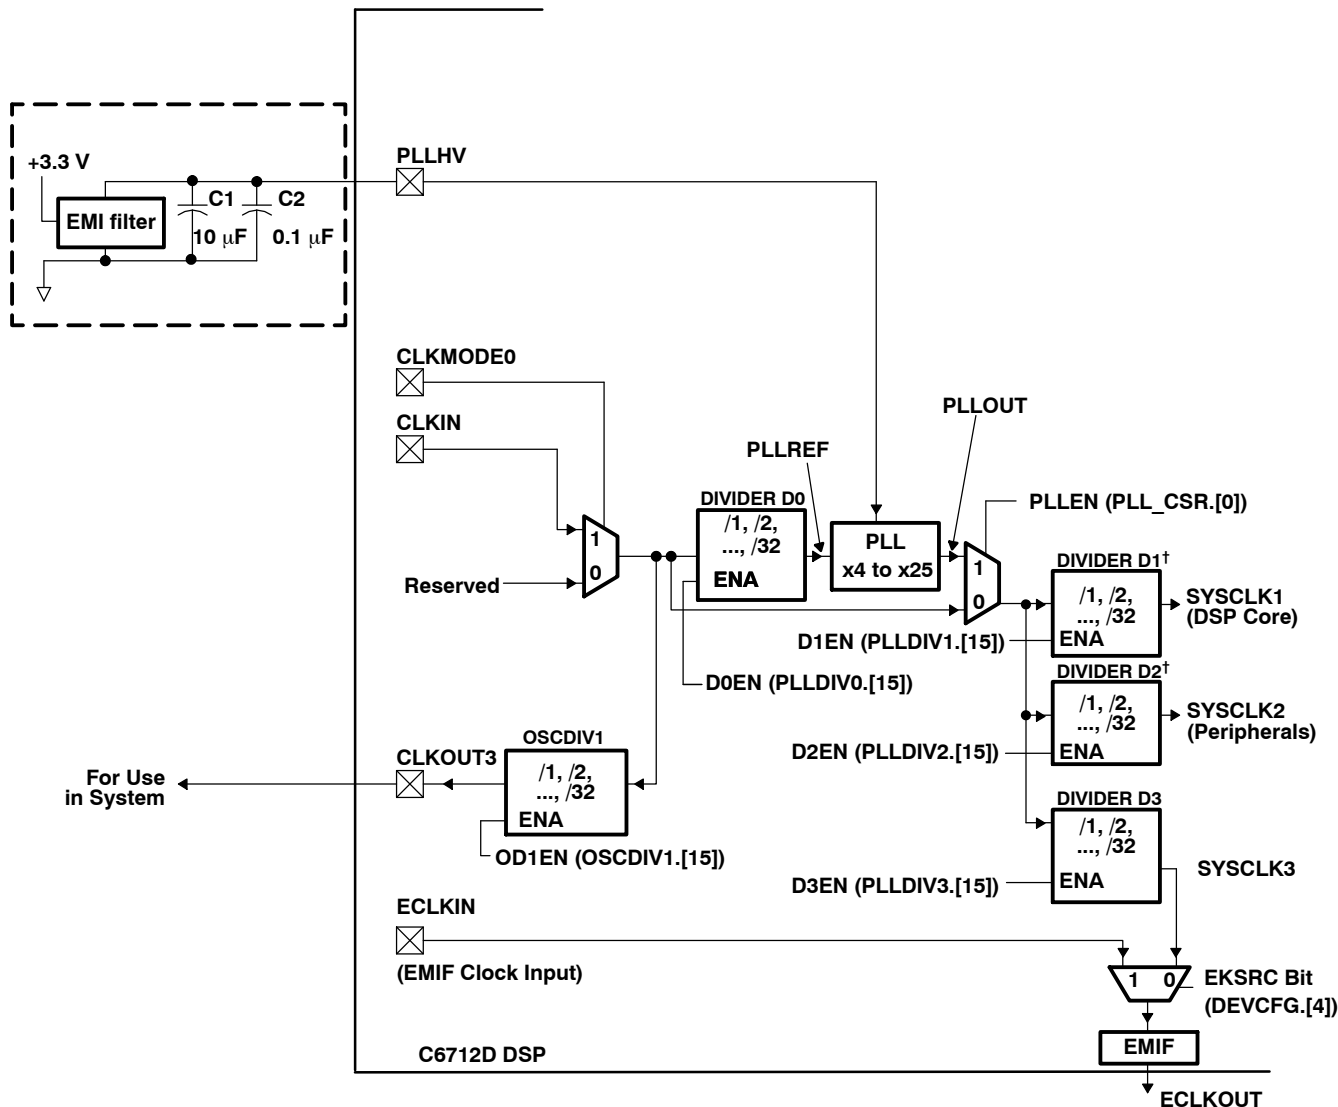 +3.3 V
EMI filter
C1
C2
10 μF
0.1 μF
PLLHV
CLKMODE0
CLKIN
Reserved
1
0
DIVIDER D0
/1, /2,
..., /32
ENA
PLLREF
PLL
x4 to x25
PLLOUT
1
0
PLLEN (PLL_CSR.[0])
D0EN (PLLDIV0.[15])
DIVIDER D1†
/1, /2,
..., /32
ENA
D1EN (PLLDIV1.[15])
SYSCLK1
(DSP Core)
DIVIDER D2†
/1, /2,
..., /32
ENA
D2EN (PLLDIV2.[15])
SYSCLK2
(Peripherals)
DIVIDER D3
/1, /2,
..., /32
ENA
D3EN (PLLDIV3.[15])
SYSCLK3
For Use
in System
CLKOUT3
OSCDIV1
/1, /2,
..., /32
ENA
OD1EN (OSCDIV1.[15])
ECLKIN
(EMIF Clock Input)
1 0
EKSRC Bit
(DEVCFG.[4])
EMIF
C6712D DSP
ECLKOUT